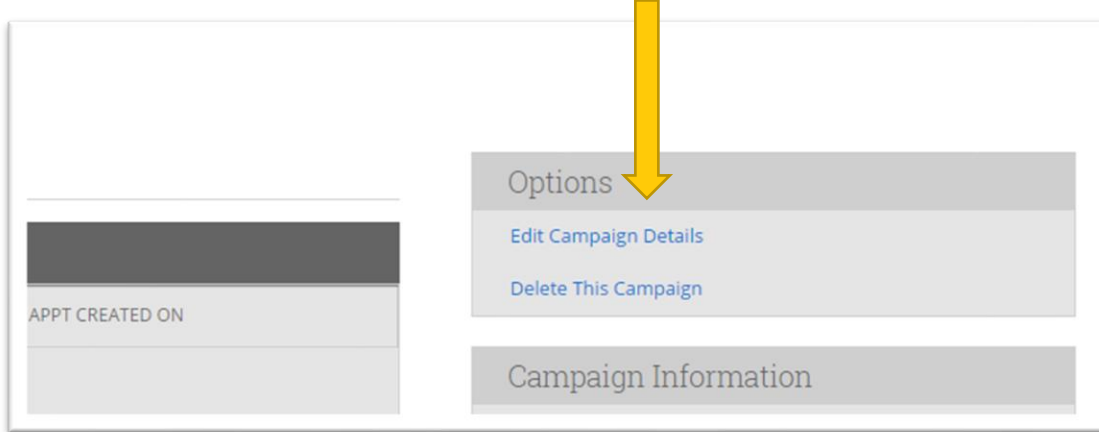 Options
Edit Campaign Details
Delete This Campaign
APPT CREATED ON
Campaign Information